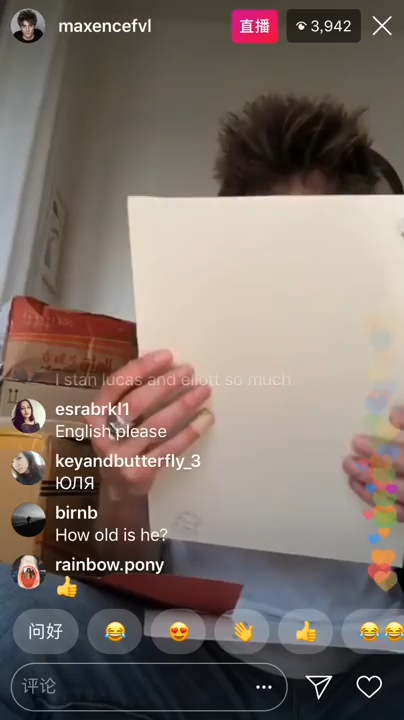 maxencefvl
直播
3,942
I stan lucas and eliott so much
esrabrkl1
English please
keyandbutterfly_3
ЮЛЯ
birnb
How old is he?
rainbow.pony
👍
问好
😂
😍
👋
👍
😂😂
评论